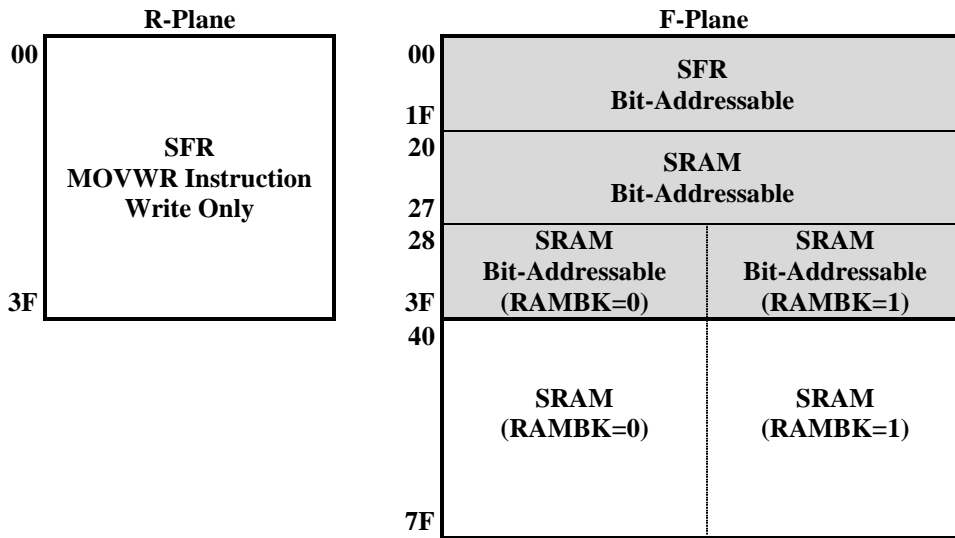 R-Plane
00
SFR
MOVWR Instruction
Write Only
3F
F-Plane
00
SFR
Bit-Addressable
1F
20
SRAM
Bit-Addressable
27
28
SRAM
Bit-Addressable
(RAMBK=0)
SRAM
Bit-Addressable
(RAMBK=1)
3F
40
SRAM
(RAMBK=0)
SRAM
(RAMBK=1)
7F